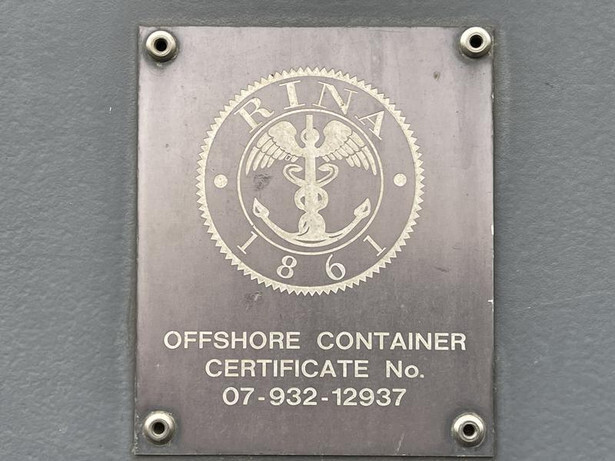 RINA
1861
OFFSHORE CONTAINER
CERTIFICATE No.
07-932-12937